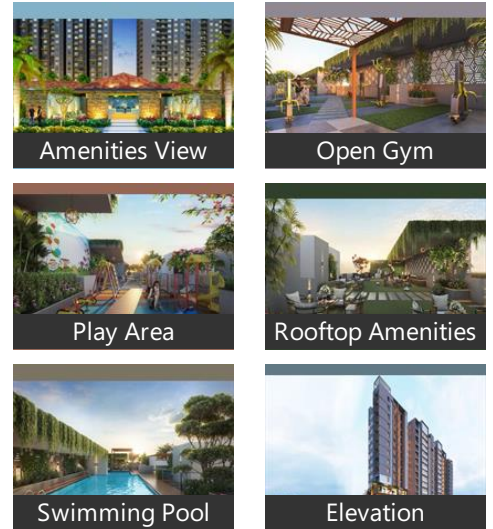 Amenities View
Open Gym
Play Area
Rooftop Amenities
Swimming Pool
Elevation